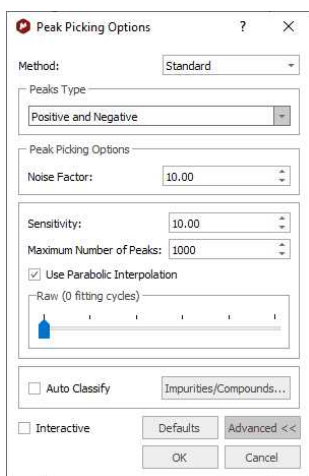 Peak Picking Options ?
Method: Standard
Peaks Type
Positive and Negative
Peak Picking Options
Noise Factor: 10.00
Sensitivity: 10.00
Maximum Number of Peaks: 1000
Use Parabolic Interpolation
Raw (0 fitting cycles)
Auto Classify Impurities/Compounds...
Interactive Defaults Advanced <<
OK Cancel